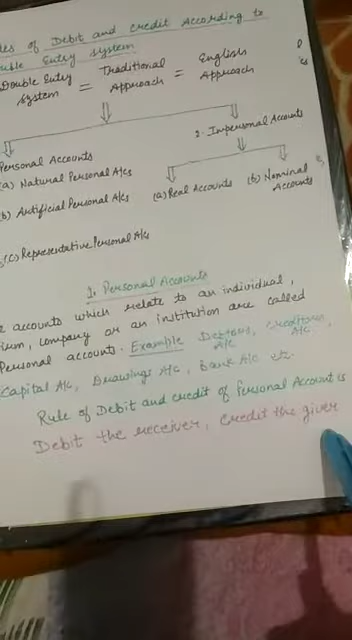 les of Debit and credit According to
ouble Entry System
Double Entry System = Traditional Approach = English Approach
2. Impersonal Accounts
Personal Accounts
(a) Natural Personal A/cs
(a) Real Accounts (b) Nominal Accounts
(b) Artificial Personal A/cs
(c) Representative Personal A/c
1. Personal Accounts
accounts which relate to an individual,
irm, company or an institution are called
Personal accounts. Example Debtors A/c, Creditors A/c,
Capital A/c, Drawings A/c, bank A/c etc.
Rule of Debit and credit of Personal Account is
Debit the receiver, credit the giver